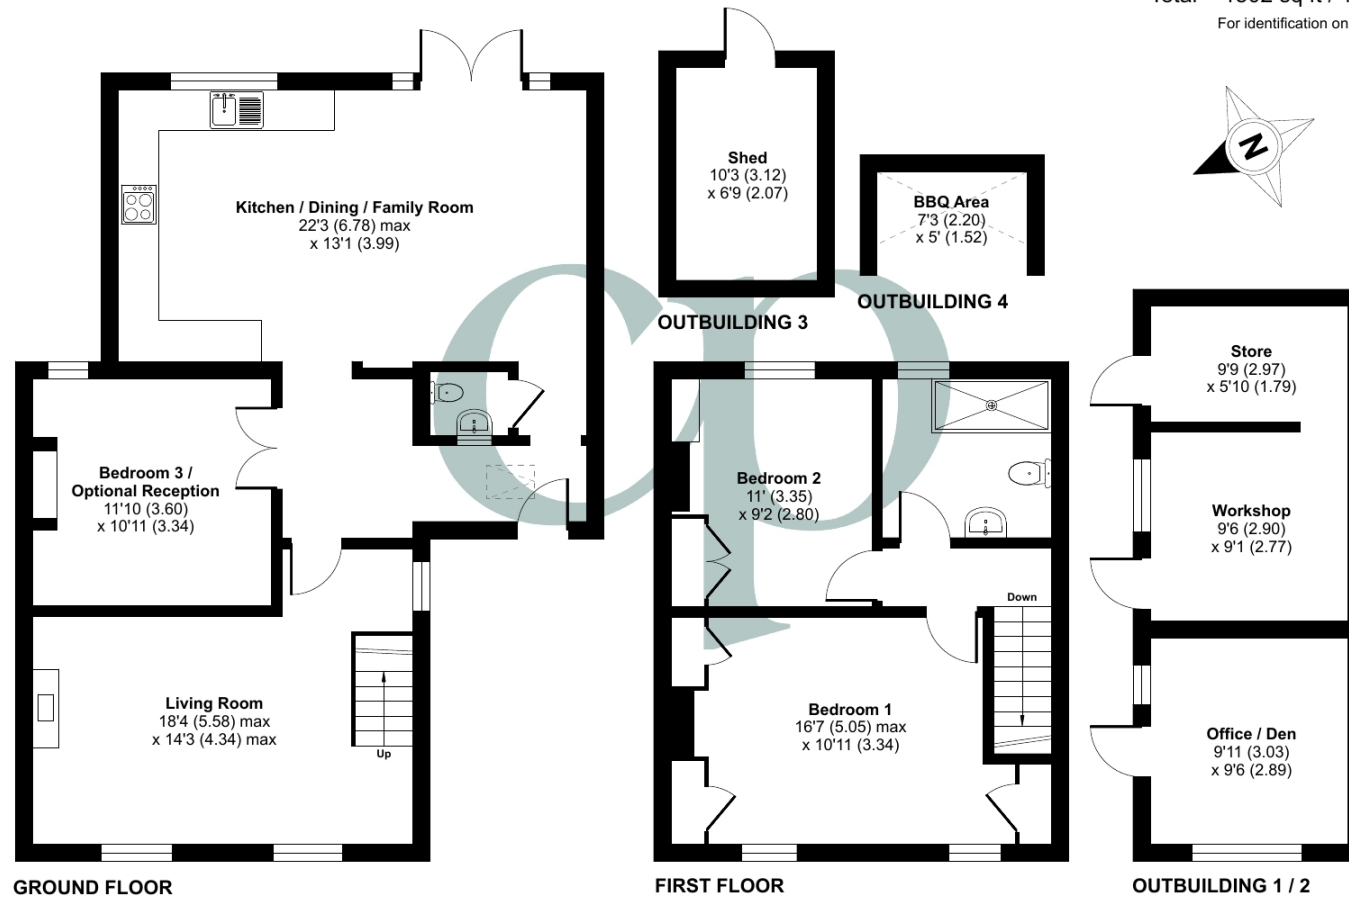 For identification on
Kitchen / Dining / Family Room
22'3 (6.78) max
x 13'1 (3.99)
Shed
10'3 (3.12)
x 6'9 (2.07)
OUTBUILDING 3
BBQ Area
7'3 (2.20)
x 5' (1.52)
OUTBUILDING 4
N
Bedroom 3 /
Optional Reception
11'10 (3.60)
x 10'11 (3.34)
Living Room
18'4 (5.58) max
x 14'3 (4.34) max
Up
GROUND FLOOR
cp
Bedroom 2
11' (3.35)
x 9'2 (2.80)
Down
Bedroom 1
16'7 (5.05) max
x 10'11 (3.34)
FIRST FLOOR
Store
9'9 (2.97)
x 5'10 (1.79)
Workshop
9'6 (2.90)
x 9'1 (2.77)
Office / Den
9'11 (3.03)
x 9'6 (2.89)
OUTBUILDING 1 / 2